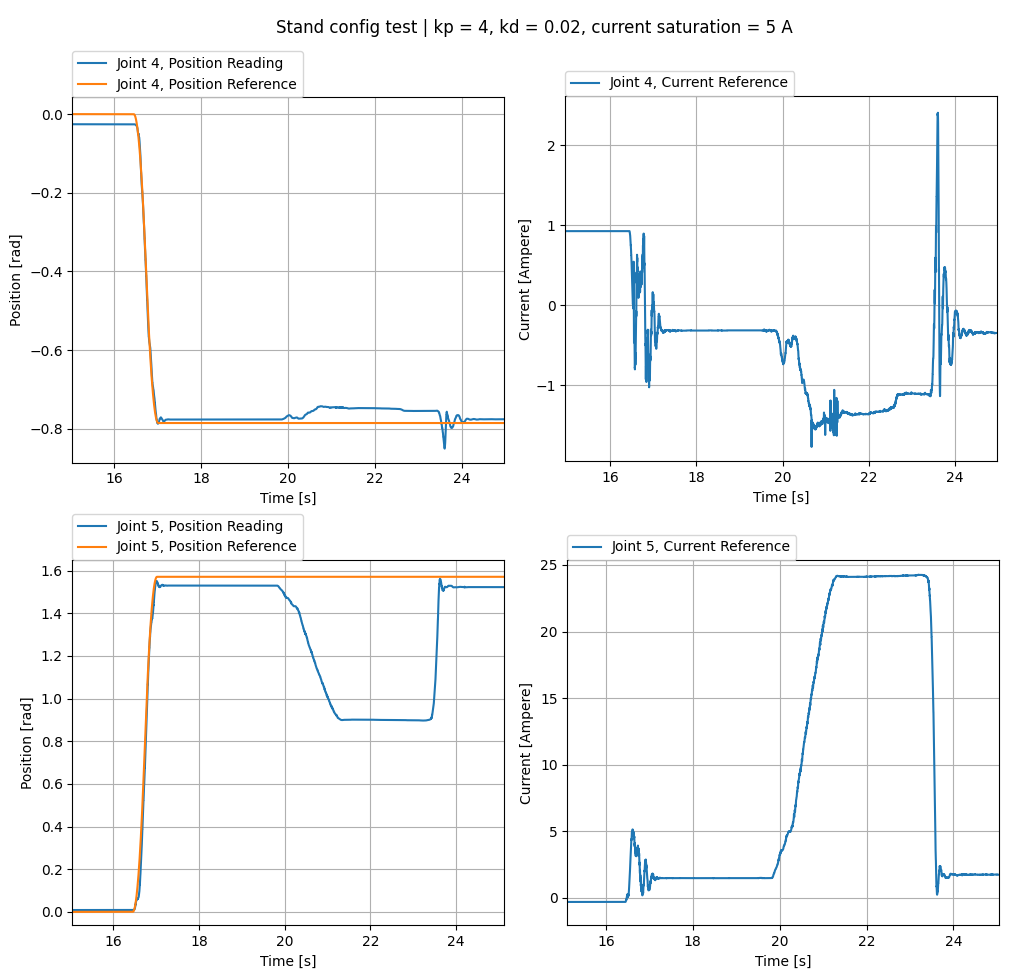 Stand config test | kp = 4, kd = 0.02, current saturation = 5 A
Joint 4, Position Reading
Joint 4, Position Reference
0.0
−0.2
−0.4
−0.6
−0.8
Position [rad]
16 18 20 22 24
Time [s]
Joint 4, Current Reference
2
1
0
−1
Current [Ampere]
16 18 20 22 24
Time [s]
Joint 5, Position Reading
Joint 5, Position Reference
1.6
1.4
1.2
1.0
0.8
0.6
0.4
0.2
0.0
Position [rad]
16 18 20 22 24
Time [s]
Joint 5, Current Reference
25
20
15
10
5
0
Current [Ampere]
16 18 20 22 24
Time [s]